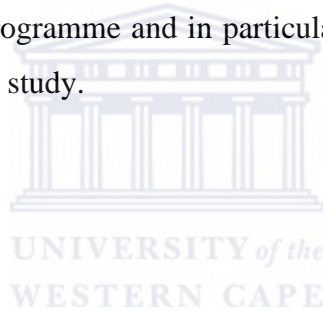 ogramme and in particula
study.
UNIVERSITY of the
WESTERN CAPE